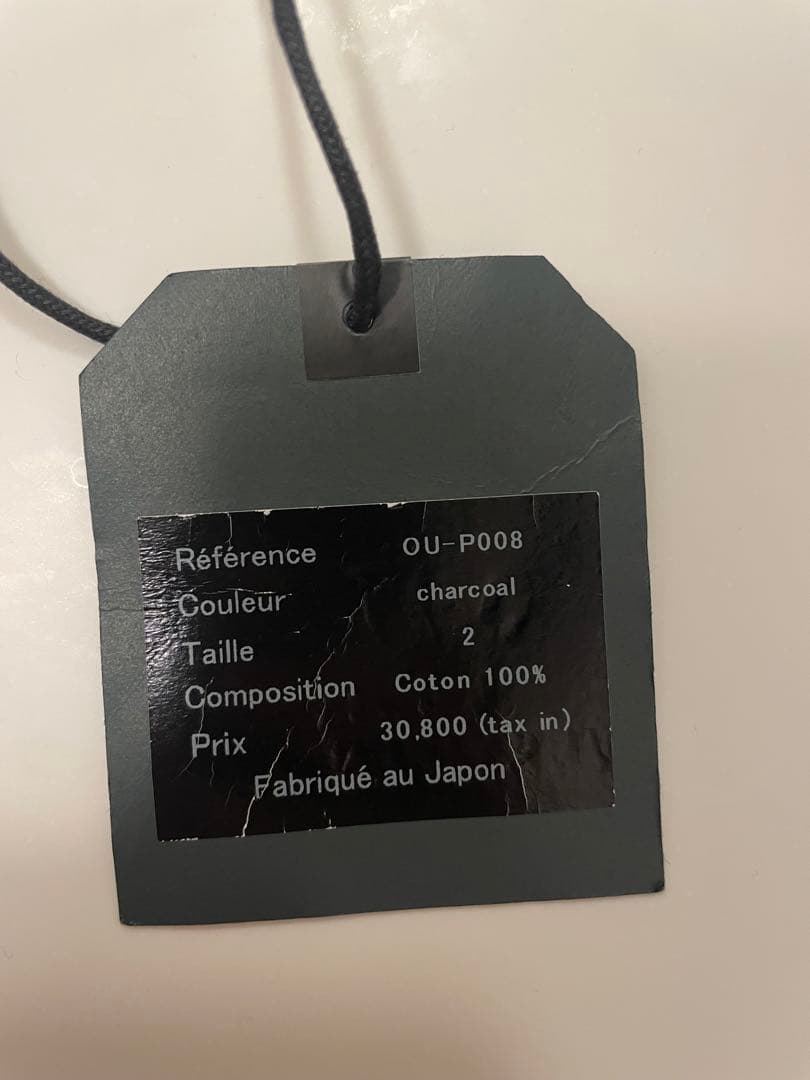 Référence OU-P008
Couleur charcoal
Taille 2
Composition Coton 100%
Prix 30,800 (tax in)
Fabriqué au Japon